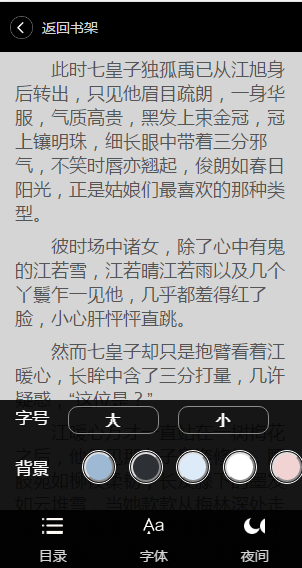 返回书架
此时七皇子独孤禹已从江旭身
后转出，只见他眉目疏朗，一身华
服，气质高贵，黑发上束金冠，冠
上镶明珠，细长眼中带着三分邪
气，不笑时唇亦翘起，俊朗如春日
阳光，正是姑娘们最喜欢的那种类
型。
彼时场中诸女，除了心中有鬼
的江若雪，江若晴江若雨以及几个
丫鬟乍一见他，几乎都羞得红了
脸，小心肝怦怦直跳。
然而七皇子却只是抱臂看着江
暖心，长眸中含了三分打量，几许
疑惑，“这位是？”
字号 大 小
背景
目录 字体 夜间